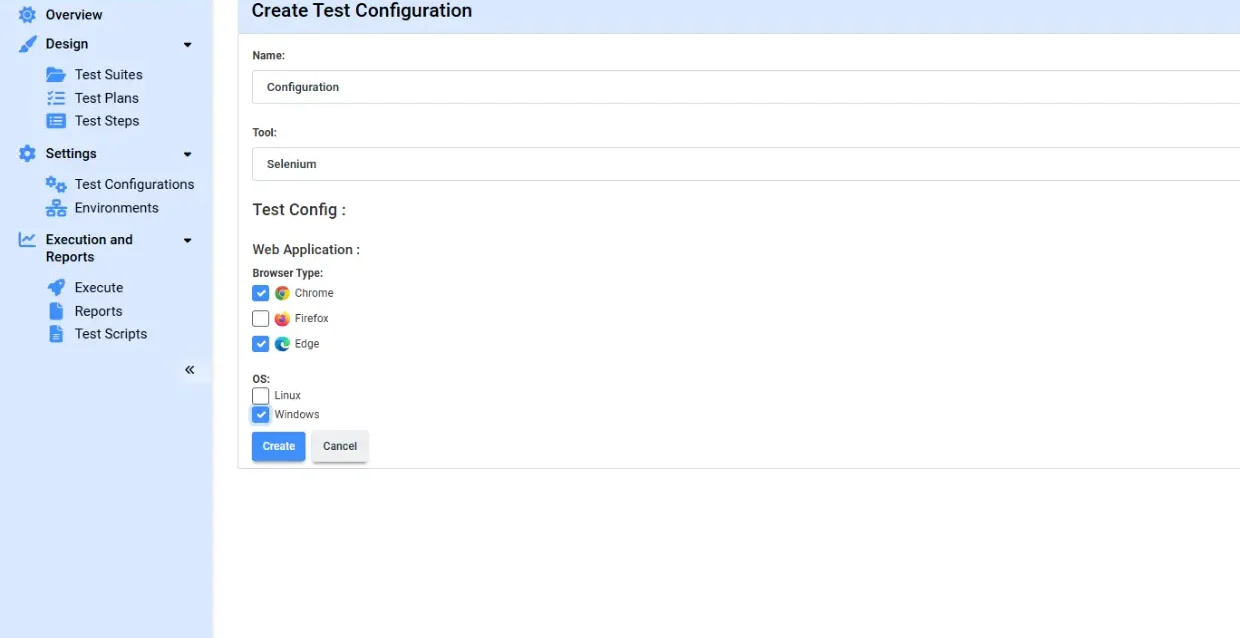 Overview
Design
Test Suites
Test Plans
Test Steps
Settings
Test Configurations
Environments
Execution and
Reports
Execute
Reports
Test Scripts
«
Create Test Configuration
Name:
Configuration
Tool:
Selenium
Test Config :
Web Application :
Browser Type:
Chrome
Firefox
Edge
OS:
Linux
Windows
Create Cancel